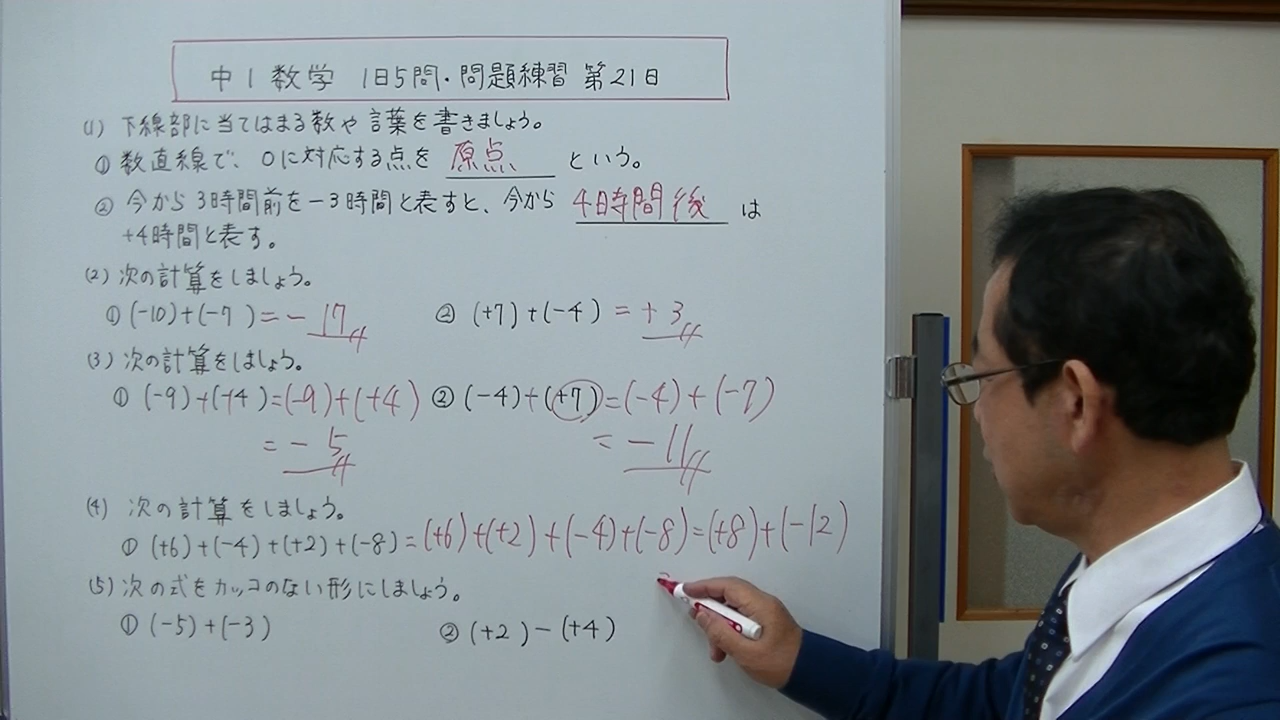 中1数学 1日5問・問題練習 第21日
(1) 下線部に当てはまる数や言葉を書きましょう。
① 数直線で、0に対応する点を 原点 という。
② 今から3時間前を-3時間と表すと、今から 4時間後 は
+4時間と表す。
(2) 次の計算をしましょう。
① (-10)+(-7)=-17 ② (+7)+(-4)=+3
(3) 次の計算をしましょう。
① (-9)+(+4)=(-9)+(+4) ② (-4)+(+7)=(-4)+(-7)
=-5 =-11
(4) 次の計算をしましょう。
① (+6)+(-4)+(+2)+(-8)=(+6)+(+2)+(-4)+(-8)=(+8)+(-12)
(5) 次の式をカッコのない形にしましょう。
① (-5)+(-3) ② (+2)-(+4)